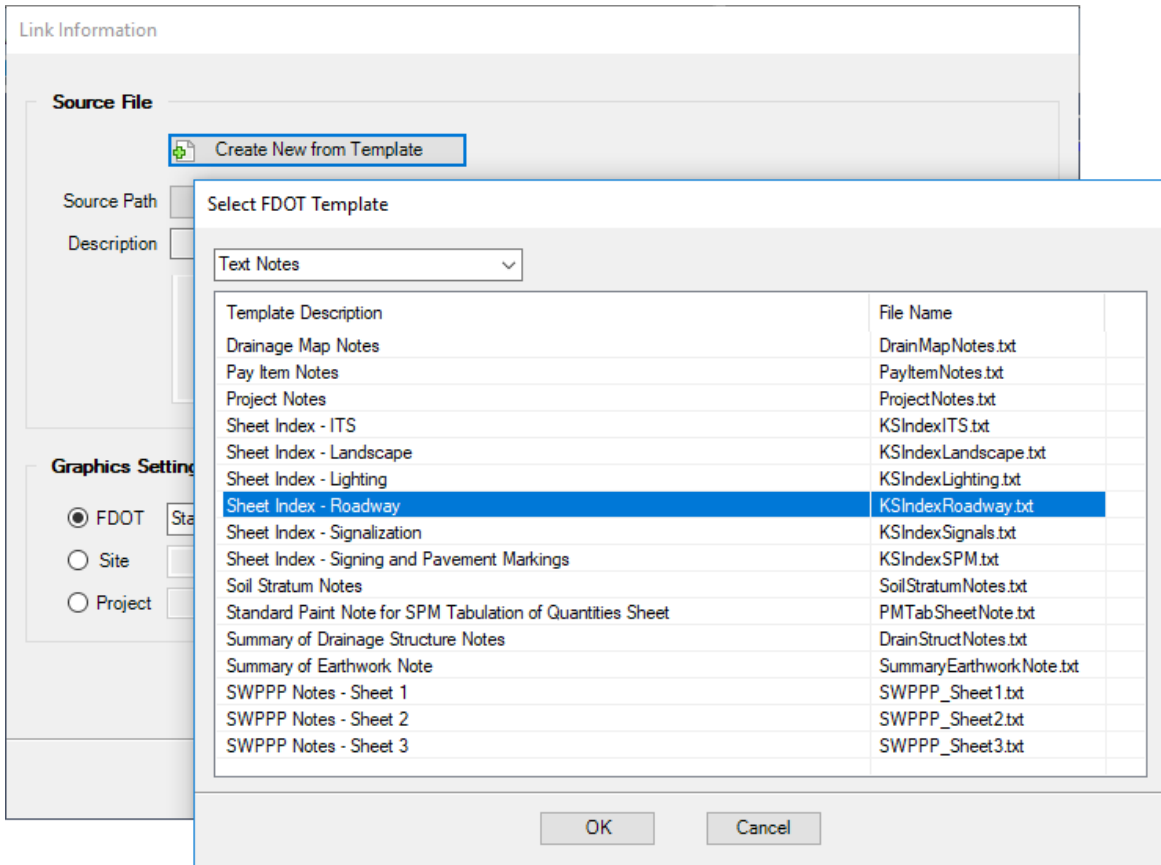 Link Information
Source File
Create New from Template
Source Path
Description
Graphics Setting
FDOT Sta
Site
Project
Select FDOT Template
Text Notes
Template Description File Name
Drainage Map Notes DrainMapNotes.txt
Pay Item Notes PayItemNotes.txt
Project Notes ProjectNotes.txt
Sheet Index - ITS KSIndexITS.txt
Sheet Index - Landscape KSIndexLandscape.txt
Sheet Index - Lighting KSIndexLighting.txt
Sheet Index - Roadway KSIndexRoadway.txt
Sheet Index - Signalization KSIndexSignals.txt
Sheet Index - Signing and Pavement Markings KSIndexSPM.txt
Soil Stratum Notes SoilStratumNotes.txt
Standard Paint Note for SPM Tabulation of Quantities Sheet PMTabSheetNote.txt
Summary of Drainage Structure Notes DrainStructNotes.txt
Summary of Earthwork Note SummaryEarthworkNote.txt
SWPPP Notes - Sheet 1 SWPPP_Sheet1.txt
SWPPP Notes - Sheet 2 SWPPP_Sheet2.txt
SWPPP Notes - Sheet 3 SWPPP_Sheet3.txt
OK Cancel